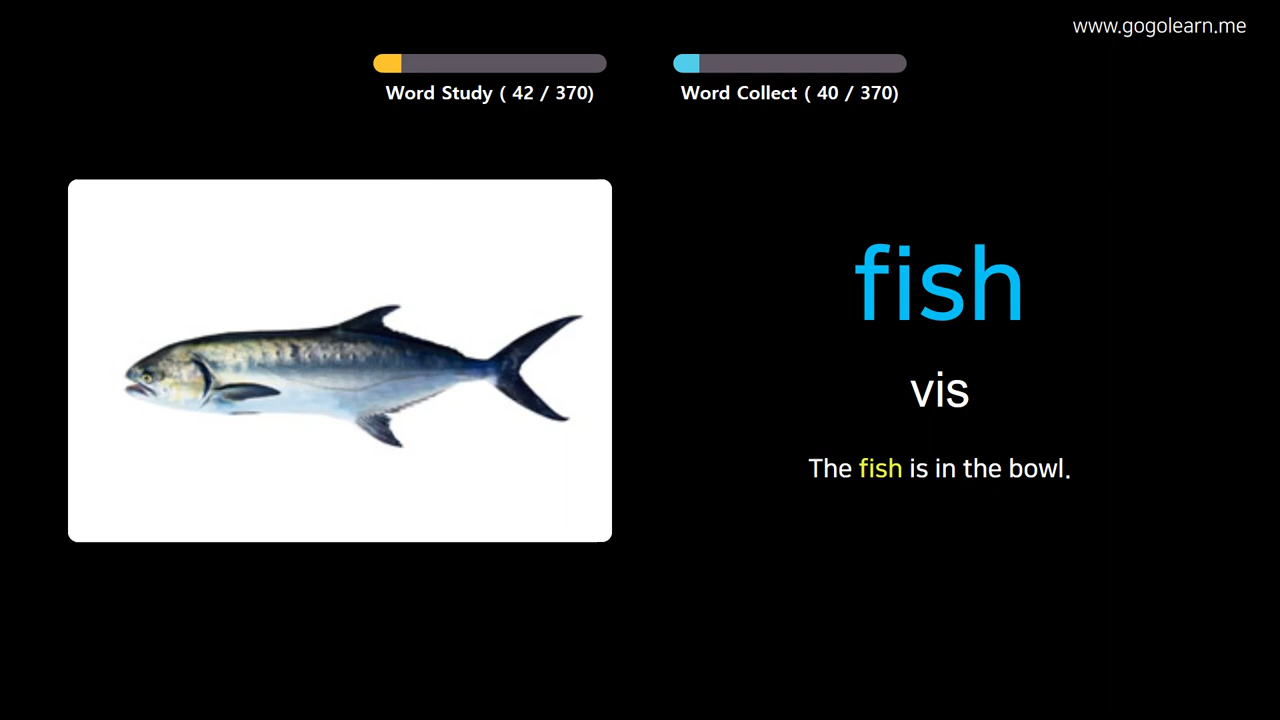 www.gogolearn.me
Word Study ( 42 / 370)
Word Collect ( 40 / 370)
fish
vis
The fish is in the bowl.